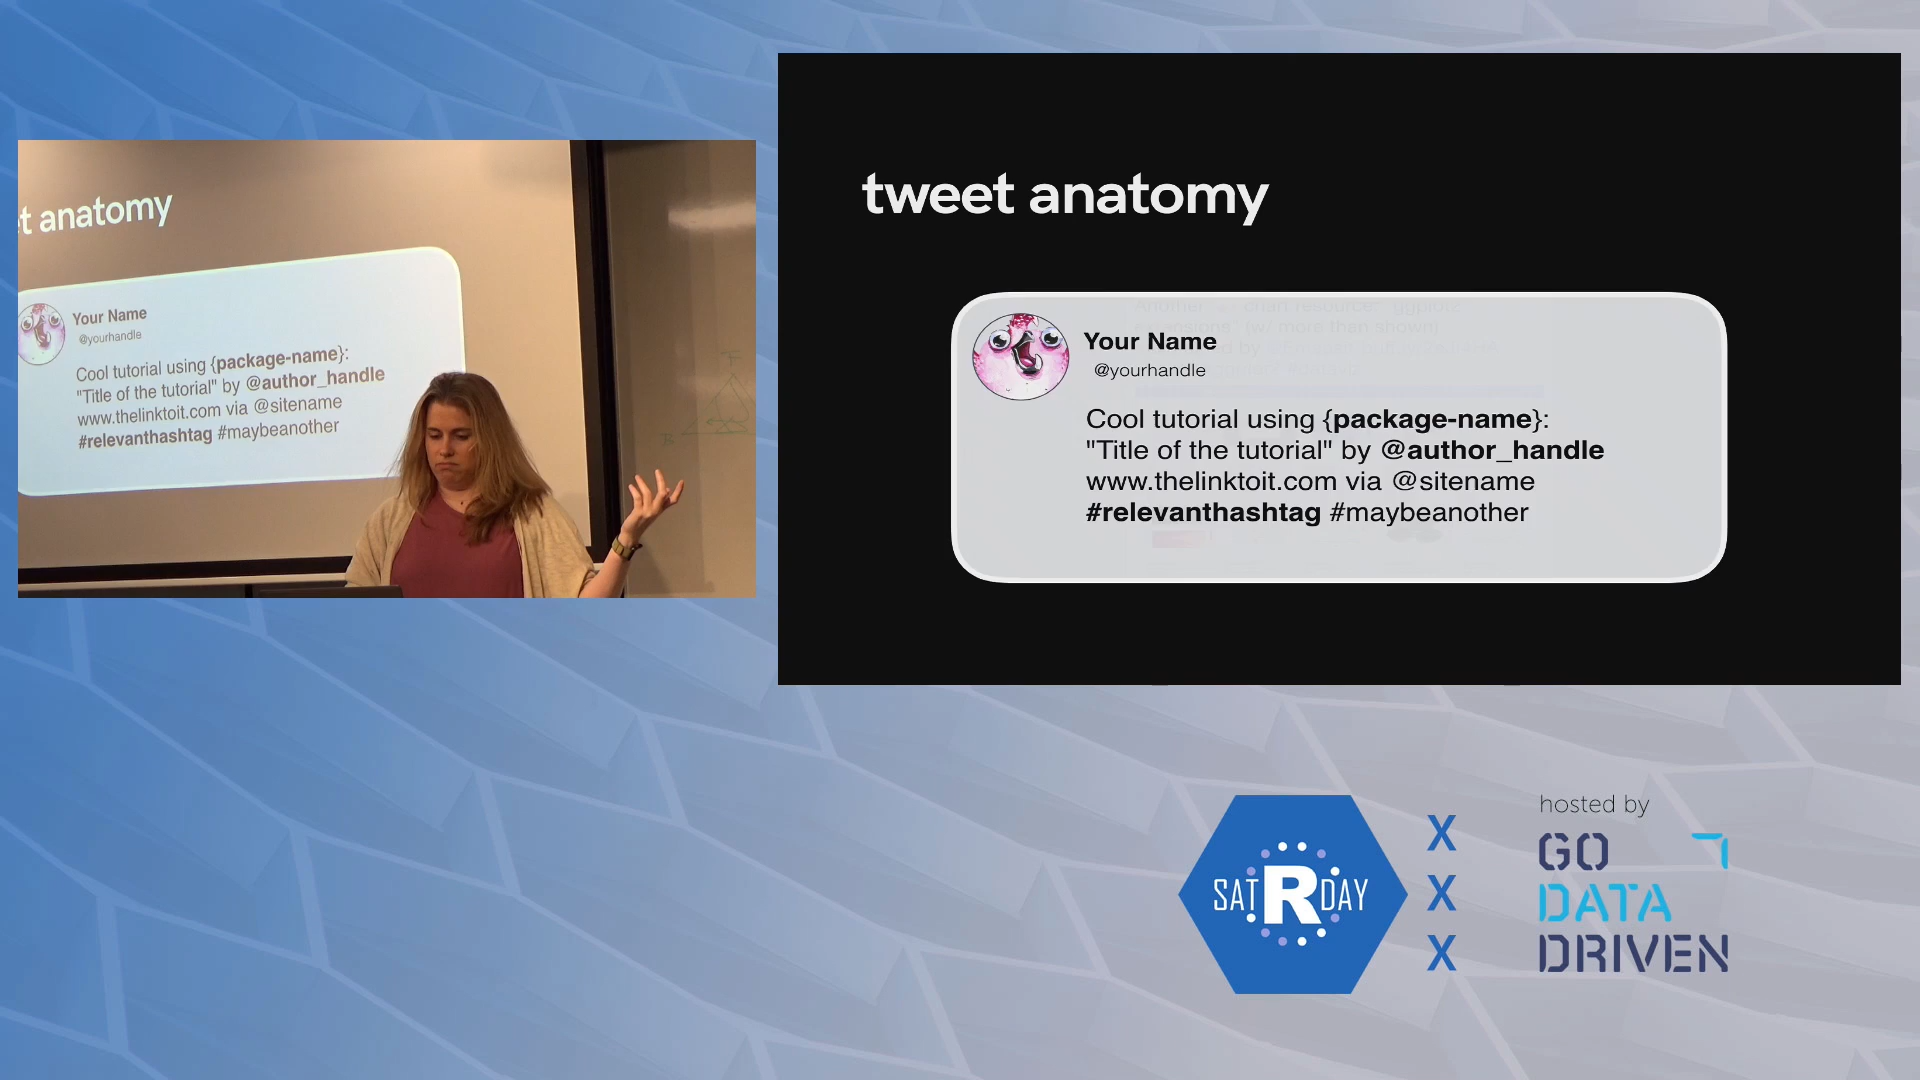 t anatomy
Your Name
@yourhandle
Cool tutorial using {package-name}:
"Title of the tutorial" by @author_handle
www.thelinktoit.com via @sitename
#relevanthashtag #maybeanother
tweet anatomy
Your Name
@yourhandle
Cool tutorial using {package-name}:
"Title of the tutorial" by @author_handle
www.thelinktoit.com via @sitename
#relevanthashtag #maybeanother
SAT R DAY
X
X
X
hosted by
GO
DATA
DRIVEN